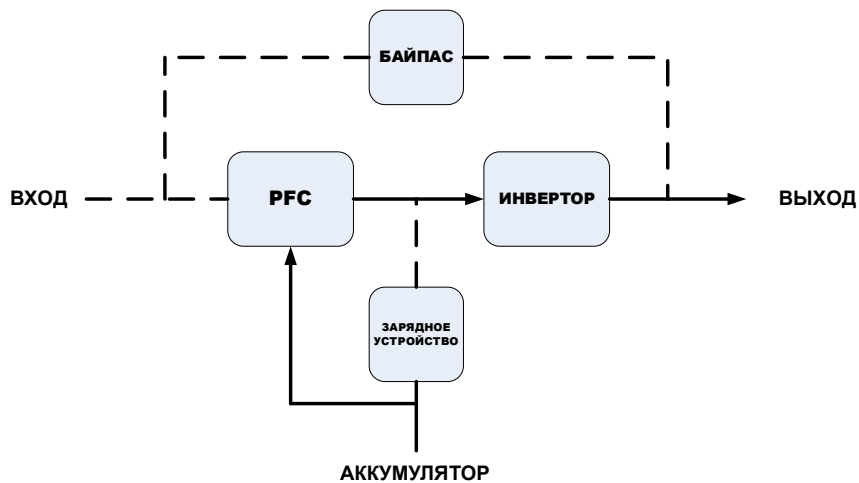 БАЙПАС
ВХОД
PFC
ИНВЕРТОР
ВЫХОД
ЗАРЯДНОЕ
УСТРОЙСТВО
АККУМУЛЯТОР